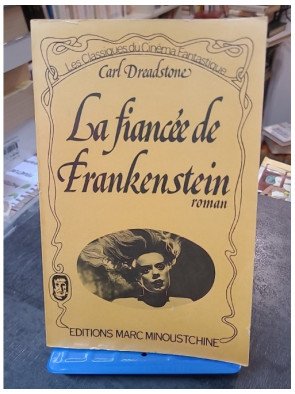 Les Classiques du Cinéma Fantastique
Carl Dreadstone
La fiancée de
Frankenstein
roman
EDITIONS MARC MINOUSTCHINE